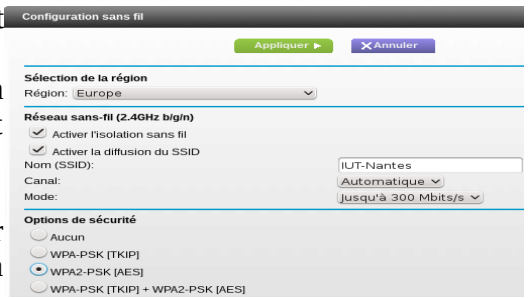 Configuration sans fil
Appliquer Annuler
Sélection de la région
Région: Europe
Réseau sans-fil (2.4GHz b/g/n)
Activer l'isolation sans fil
Activer la diffusion du SSID
Nom (SSID): IUT-Nantes
Canal: Automatique
Mode: Jusqu'à 300 Mbits/s
Options de sécurité
Aucun
WPA-PSK [TKIP]
WPA2-PSK [AES]
WPA-PSK [TKIP] + WPA2-PSK [AES]